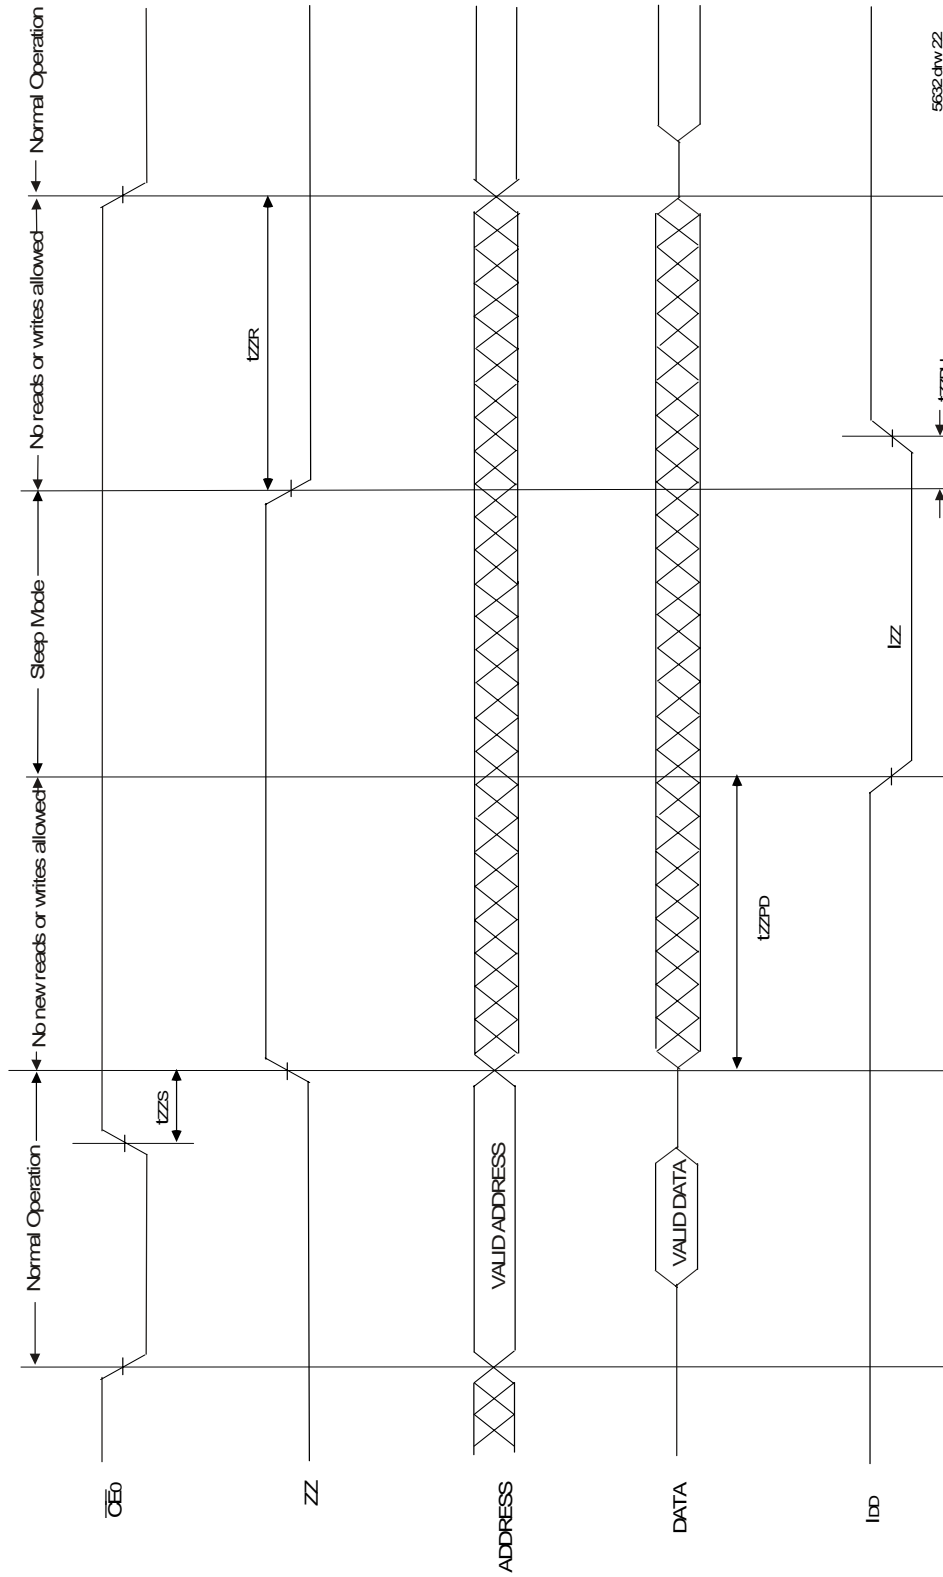 Normal Operation
No new reads or writes allowed
Sleep Mode
No reads or writes allowed
Normal Operation
CE0
tZZS
ZZ
tZZR
ADDRESS
VALID ADDRESS
DATA
VALID DATA
tZZPD
IDD
IZZ
5632 drw 22